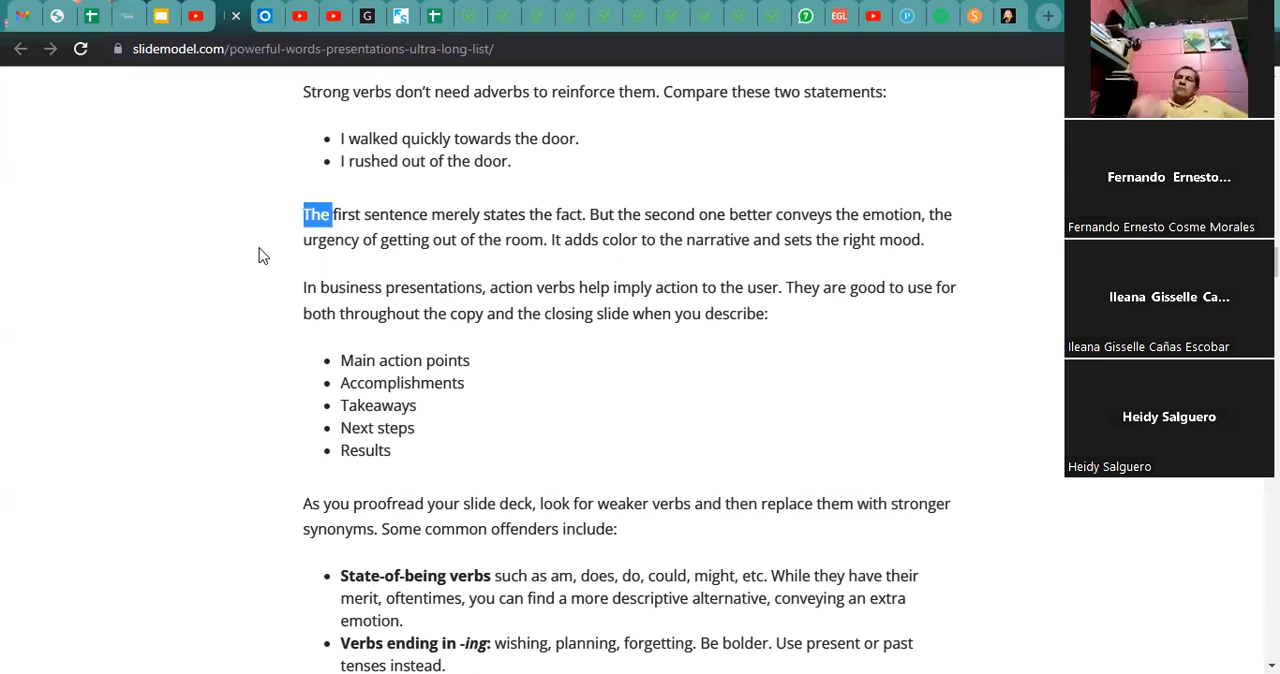 slidemodel.com/powerful-words-presentations-ultra-long-list/
Strong verbs don’t need adverbs to reinforce them. Compare these two statements:
• I walked quickly towards the door.
• I rushed out of the door.
The first sentence merely states the fact. But the second one better conveys the emotion, the
urgency of getting out of the room. It adds color to the narrative and sets the right mood.
In business presentations, action verbs help imply action to the user. They are good to use for
both throughout the copy and the closing slide when you describe:
• Main action points
• Accomplishments
• Takeaways
• Next steps
• Results
As you proofread your slide deck, look for weaker verbs and then replace them with stronger
synonyms. Some common offenders include:
• State-of-being verbs such as am, does, do, could, might, etc. While they have their
merit, oftentimes, you can find a more descriptive alternative, conveying an extra
emotion.
• Verbs ending in -ing: wishing, planning, forgetting. Be bolder. Use present or past
tenses instead.
EGL
Fernando Ernesto...
Fernando Ernesto Cosme Morales
Ileana Gisselle Ca...
Ileana Gisselle Cañas Escobar
Heidy Salguero
Heidy Salguero